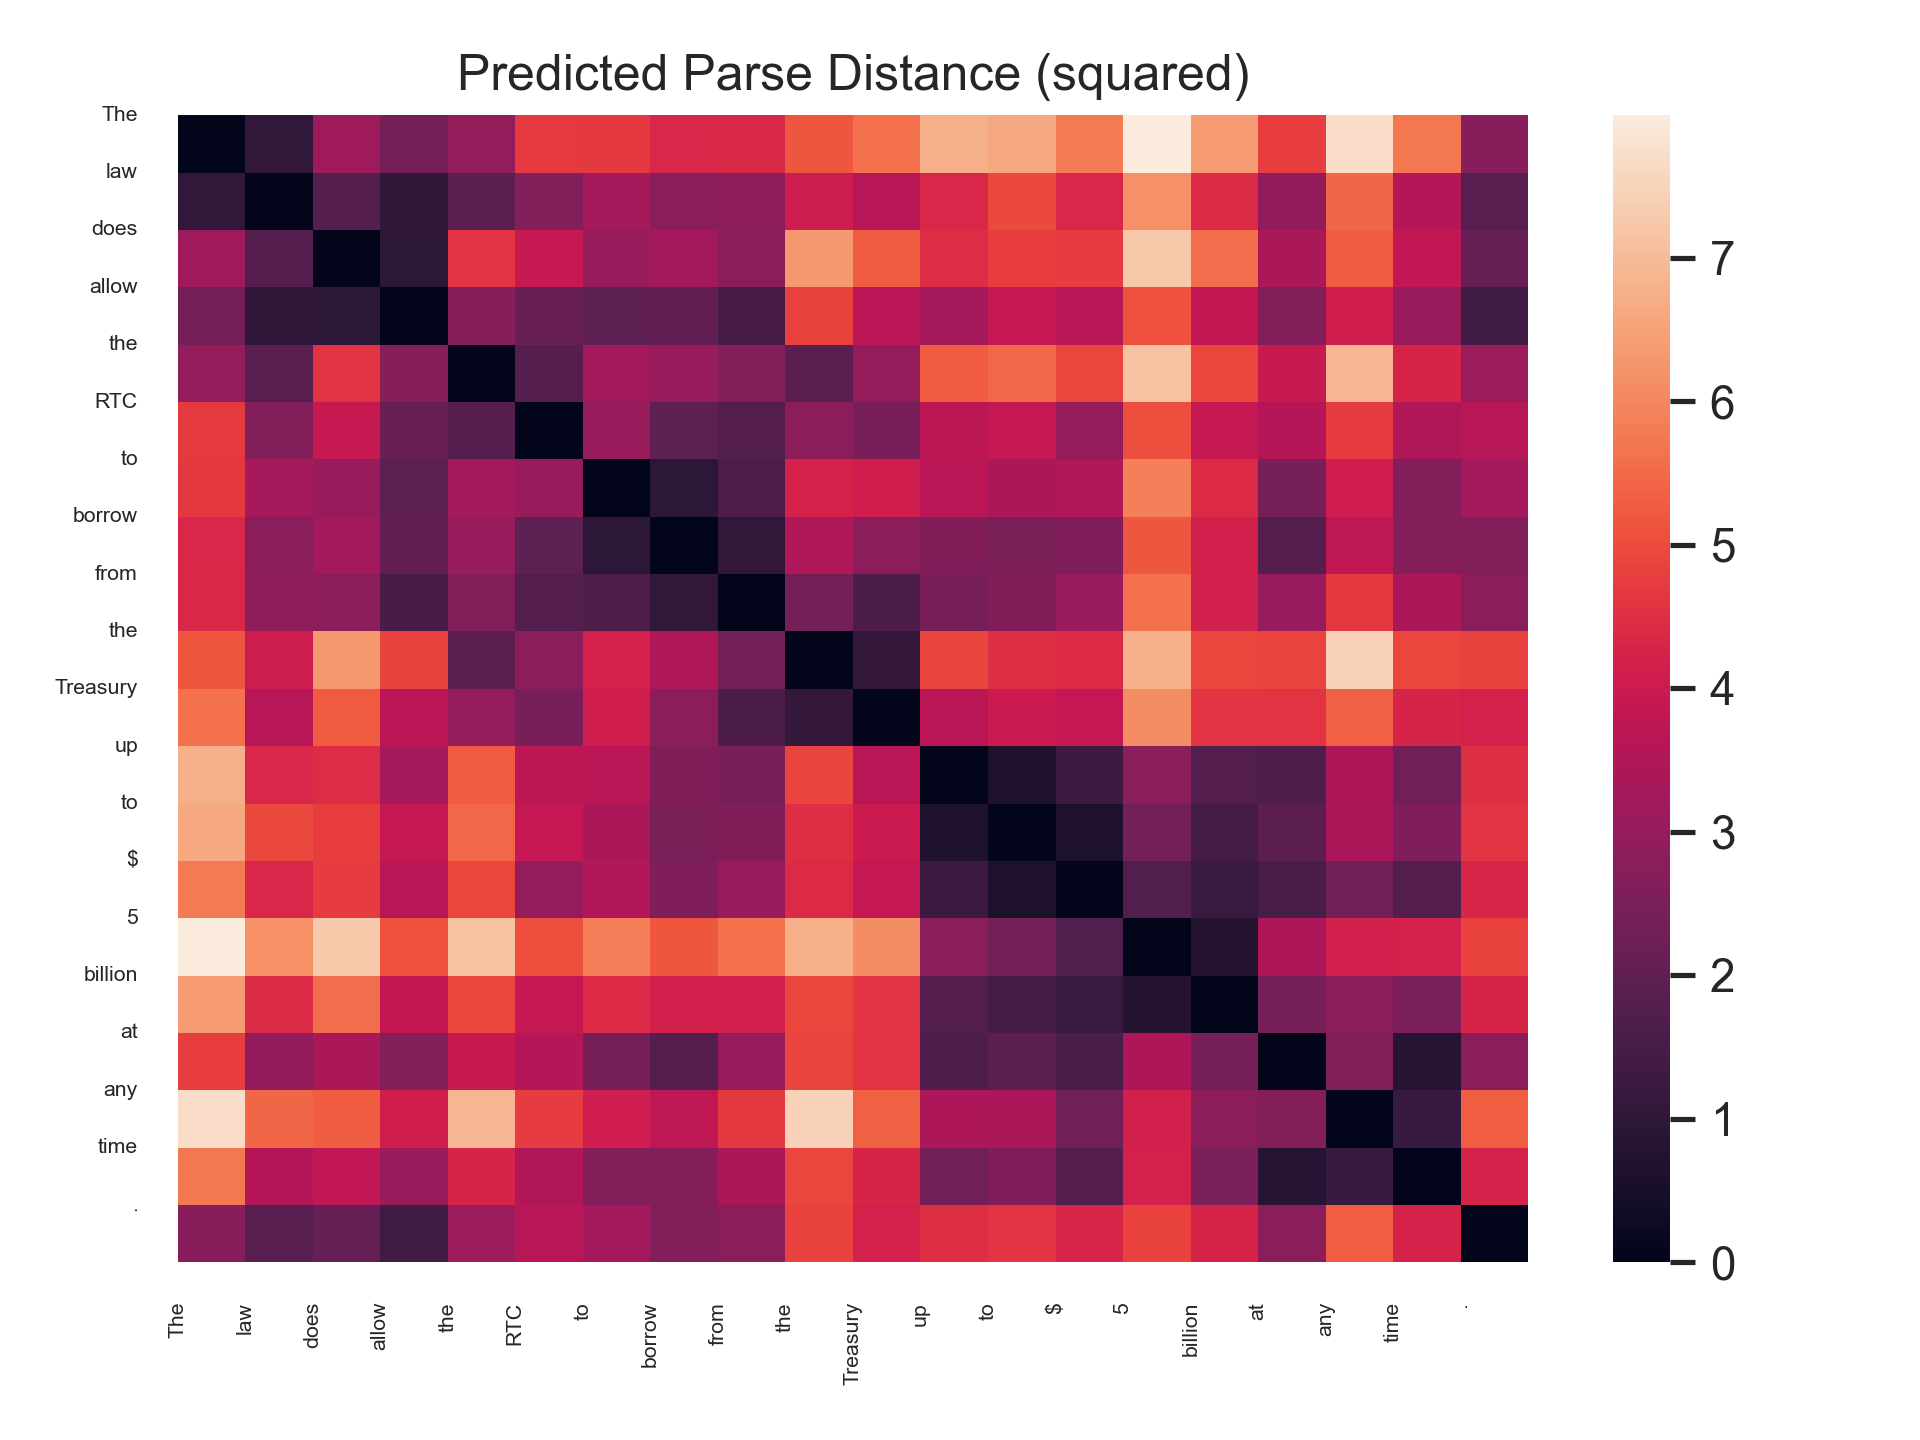 Predicted Parse Distance (squared)
The
law
does
allow
the
RTC
to
borrow
from
the
Treasury
up
to
$
5
billion
at
any
time
.
The
law
does
allow
the
RTC
to
borrow
from
the
Treasury
up
to
$
5
billion
at
any
time
.
7
6
5
4
3
2
1
0